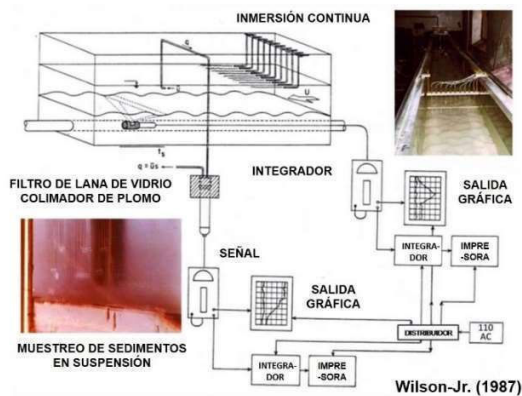 INMERSIÓN CONTINUA
U
FILTRO DE LANA DE VIDRIO
COLIMADOR DE PLOMO
INTEGRADOR
SALIDA
GRÁFICA
INTEGRA-
DOR
IMPRE
-SORA
SEÑAL
SALIDA
GRÁFICA
DISTRIBUIDOR
110
AC
MUESTREO DE SEDIMENTOS
EN SUSPENSIÓN
INTEGRA-
DOR
IMPRE
-SORA
Wilson-Jr. (1987)